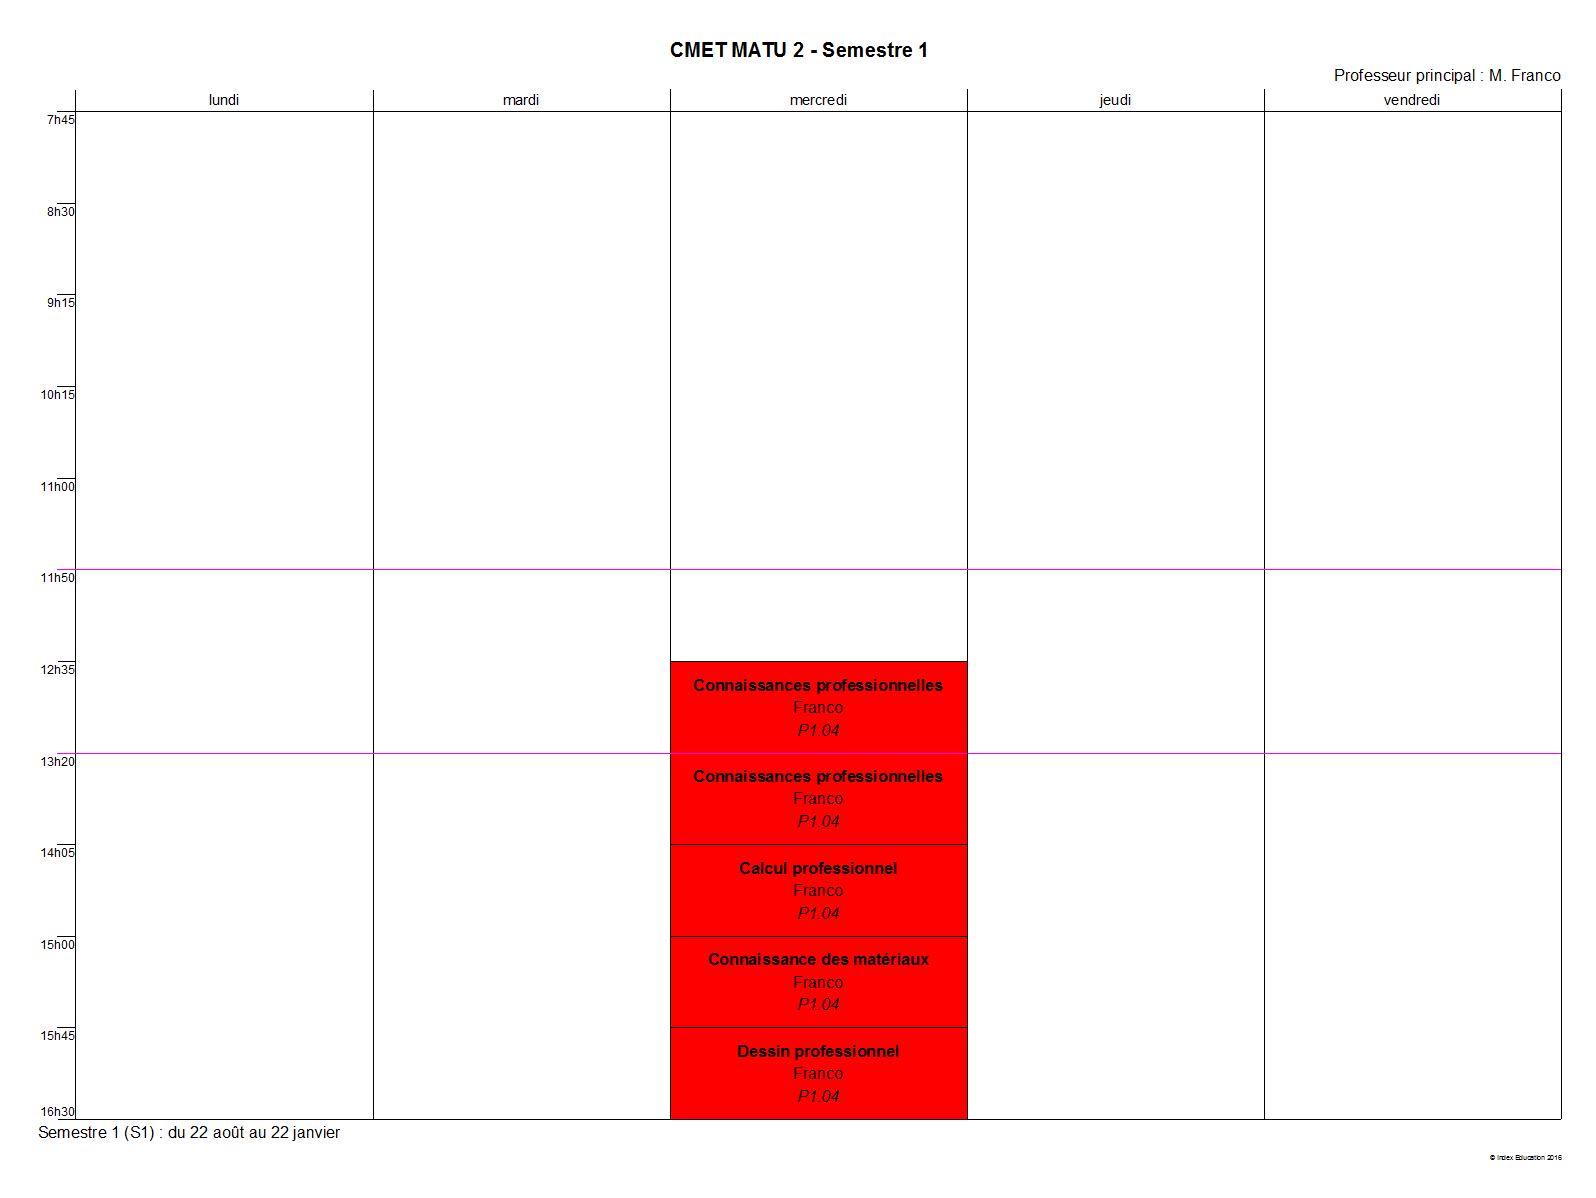 CMET MATU 2 - Semestre 1
Professeur principal : M. Franco
lundi mardi mercredi jeudi vendredi
7h45
8h30
9h15
10h15
11h00
11h50
12h35
Connaissances professionnelles
Franco
P1.04
13h20
Connaissances professionnelles
Franco
P1.04
14h05
Calcul professionnel
Franco
P1.04
15h00
Connaissance des matériaux
Franco
P1.04
15h45
Dessin professionnel
Franco
P1.04
16h30
Semestre 1 (S1) : du 22 août au 22 janvier
© Index Education 2016